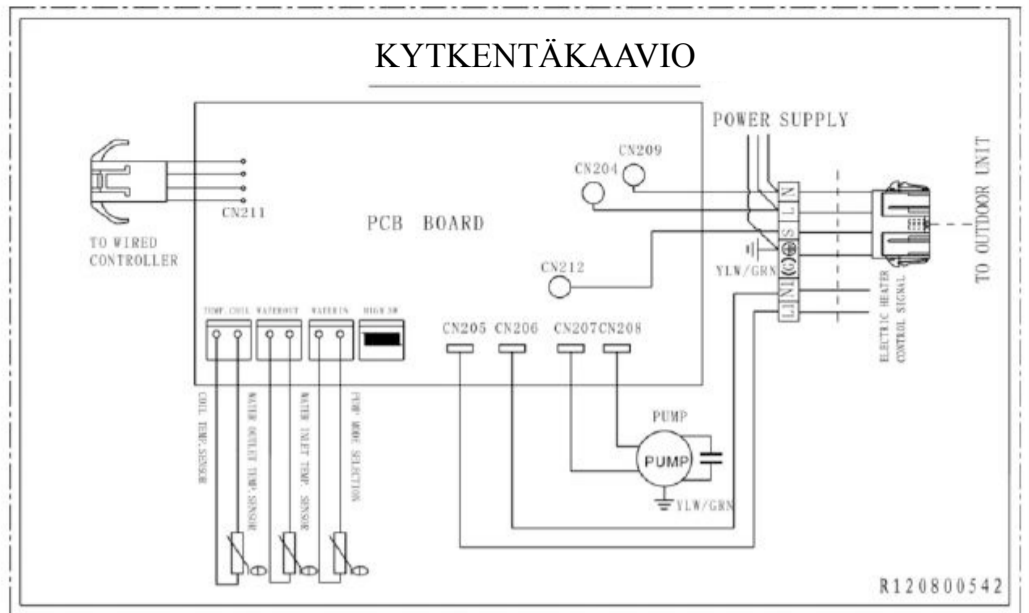 KYTKENTÄKAAVIO
POWER SUPPLY
CN209
CN204
CN211
PCB BOARD
TO WIRED
CONTROLLER
CN212
N
L
S
(G
YLW/GRN
N1
L1
TO OUTDOOR UNIT
ELECTRIC HEATER
CONTROL SIGNAL
TEMP.COIL
WATEROUT
WATERIN
CN205
CN206
CN207
CN208
COIL TEMP.SENSOR
WATER OUTLET TEMP.SENSOR
WATER INLET TEMP. SENSOR
PUMP MODE SELECTION
PUMP
PUMP
YLW/GRN
R120800542